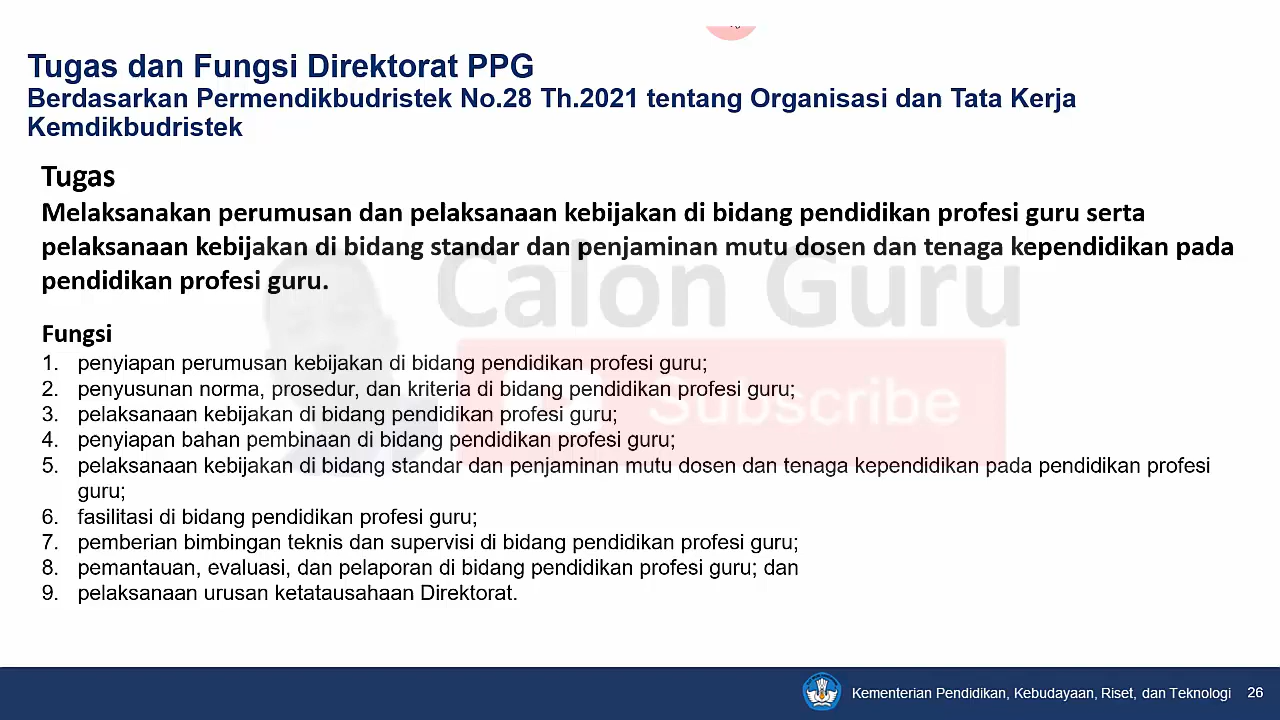 Tugas dan Fungsi Direktorat PPG
Berdasarkan Permendikbudristek No.28 Th.2021 tentang Organisasi dan Tata Kerja
Kemdikbudristek
Tugas
Melaksanakan perumusan dan pelaksanaan kebijakan di bidang pendidikan profesi guru serta
pelaksanaan kebijakan di bidang standar dan penjaminan mutu dosen dan tenaga kependidikan pada
pendidikan profesi guru.
Calon Guru
Subscribe
Fungsi
1. penyiapan perumusan kebijakan di bidang pendidikan profesi guru;
2. penyusunan norma, prosedur, dan kriteria di bidang pendidikan profesi guru;
3. pelaksanaan kebijakan di bidang pendidikan profesi guru;
4. penyiapan bahan pembinaan di bidang pendidikan profesi guru;
5. pelaksanaan kebijakan di bidang standar dan penjaminan mutu dosen dan tenaga kependidikan pada pendidikan profesi
guru;
6. fasilitasi di bidang pendidikan profesi guru;
7. pemberian bimbingan teknis dan supervisi di bidang pendidikan profesi guru;
8. pemantauan, evaluasi, dan pelaporan di bidang pendidikan profesi guru; dan
9. pelaksanaan urusan ketatausahaan Direktorat.
Kementerian Pendidikan, Kebudayaan, Riset, dan Teknologi 26